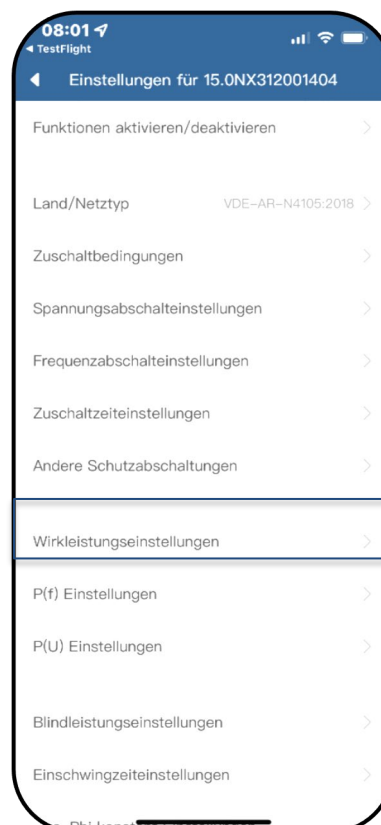 08:01
◀ TestFlight
Einstellungen für 15.0NX312001404
Funktionen aktivieren/deaktivieren
Land/Netztyp VDE-AR-N4105:2018
Zuschaltbedingungen
Spannungsabschalteinstellungen
Frequenzabschalteinstellungen
Zuschaltzeiteinstellungen
Andere Schutzabschaltungen
Wirkleistungseinstellungen
P(f) Einstellungen
P(U) Einstellungen
Blindleistungseinstellungen
Einschwingzeiteinstellungen